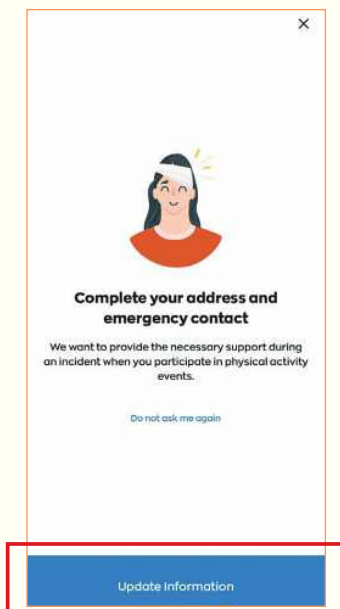 Complete your address and
emergency contact
We want to provide the necessary support during
an incident when you participate in physical activity
events.
Do not ask me again
Update Information